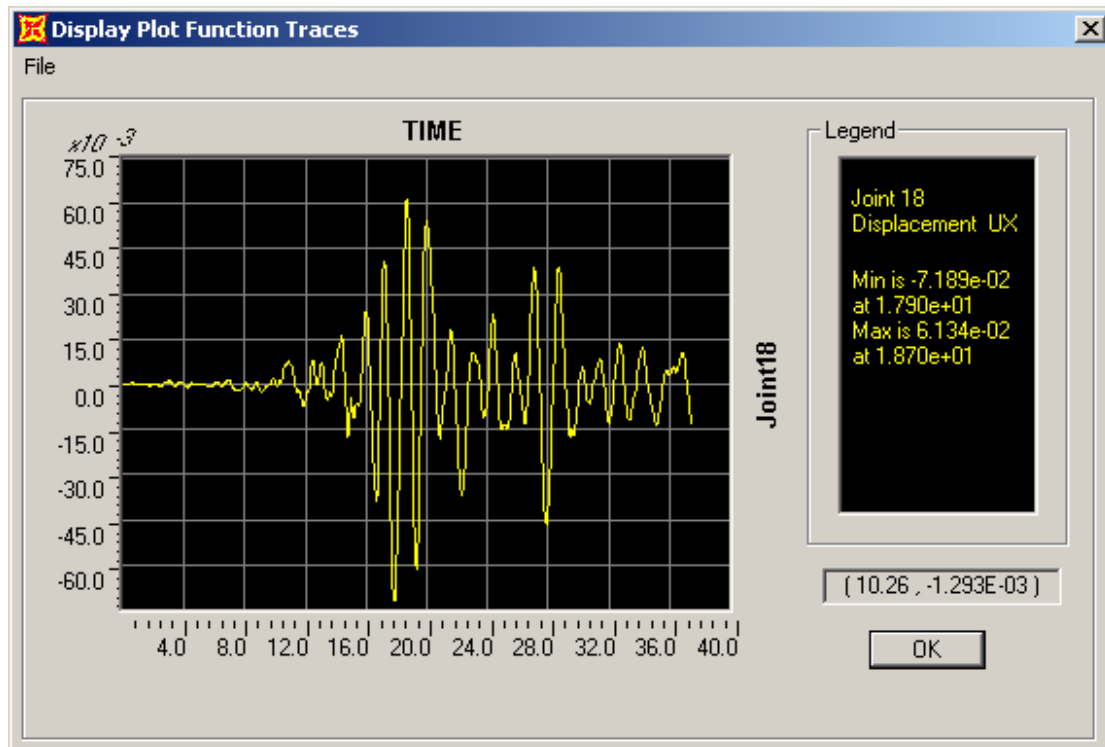 Display Plot Function Traces
File
x10 -3
TIME
75.0
60.0
45.0
30.0
15.0
0.0
-15.0
-30.0
-45.0
-60.0
4.0 8.0 12.0 16.0 20.0 24.0 28.0 32.0 36.0 40.0
Joint18
Legend
Joint 18
Displacement UX
Min is -7.189e-02
at 1.790e+01
Max is 6.134e-02
at 1.870e+01
( 10.26 , -1.293E-03 )
OK